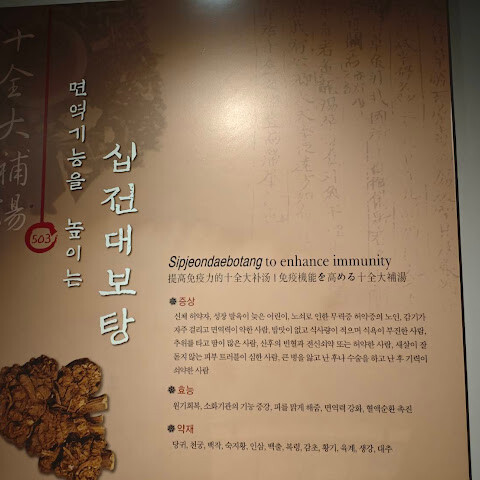 十全大補湯
503
면역기능을 높이는
십전대보탕
Sipjeondaebotang to enhance immunity
提高免疫力的十全大补汤 | 免疫機能を高める十全大補湯
증상
신체 허약자, 성장 발육이 늦은 어린이, 노쇠로 인한 무력증 허약증의 노인, 감기가
자주 걸리고 면역력이 약한 사람, 밥맛이 없고 식사량이 적으며 식욕이 부진한 사람,
추위를 타고 땀이 많은 사람, 산후의 빈혈과 전신쇠약 또는 허약한 사람, 새살이 잘
돋지 않는 피부 트러블이 심한 사람, 큰 병을 앓고 난 후나 수술을 하고 난 후 기력이
쇠약한 사람
효능
원기회복, 소화기관의 기능 증강, 피를 맑게 해줌, 면역력 강화, 혈액순환 촉진
약재
당귀, 천궁, 백작, 숙지황, 인삼, 백출, 복령, 감초, 황기, 육계, 생강, 대추